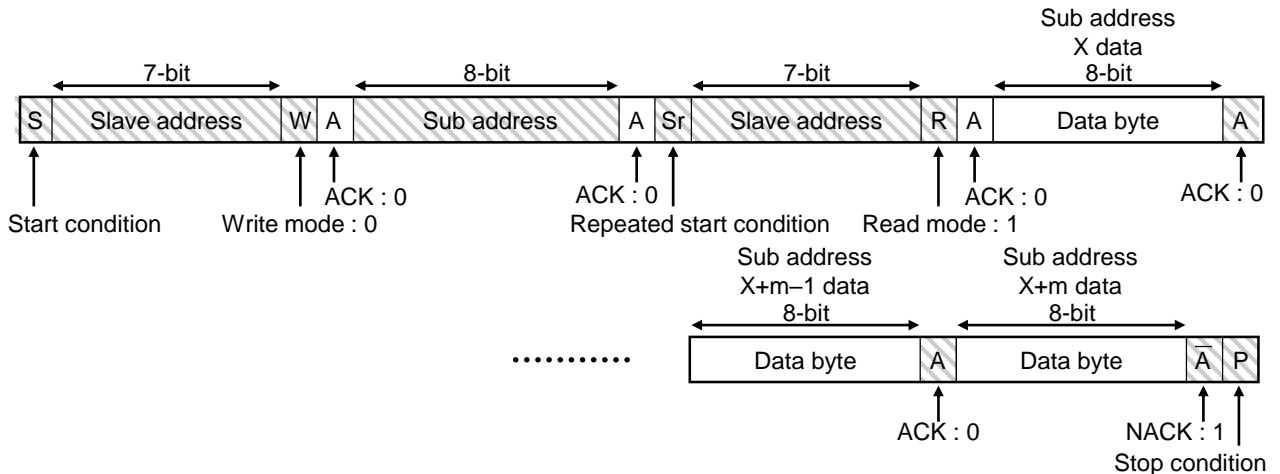 Sub address
X data
7-bit 8-bit 7-bit 8-bit
S Slave address W A Sub address A Sr Slave address R A Data byte A
ACK : 0 ACK : 0 ACK : 0 ACK : 0
Start condition Write mode : 0 Repeated start condition Read mode : 1
Sub address Sub address
X+m–1 data X+m data
8-bit 8-bit
Data byte A Data byte A̅ P
ACK : 0 NACK : 1
Stop condition